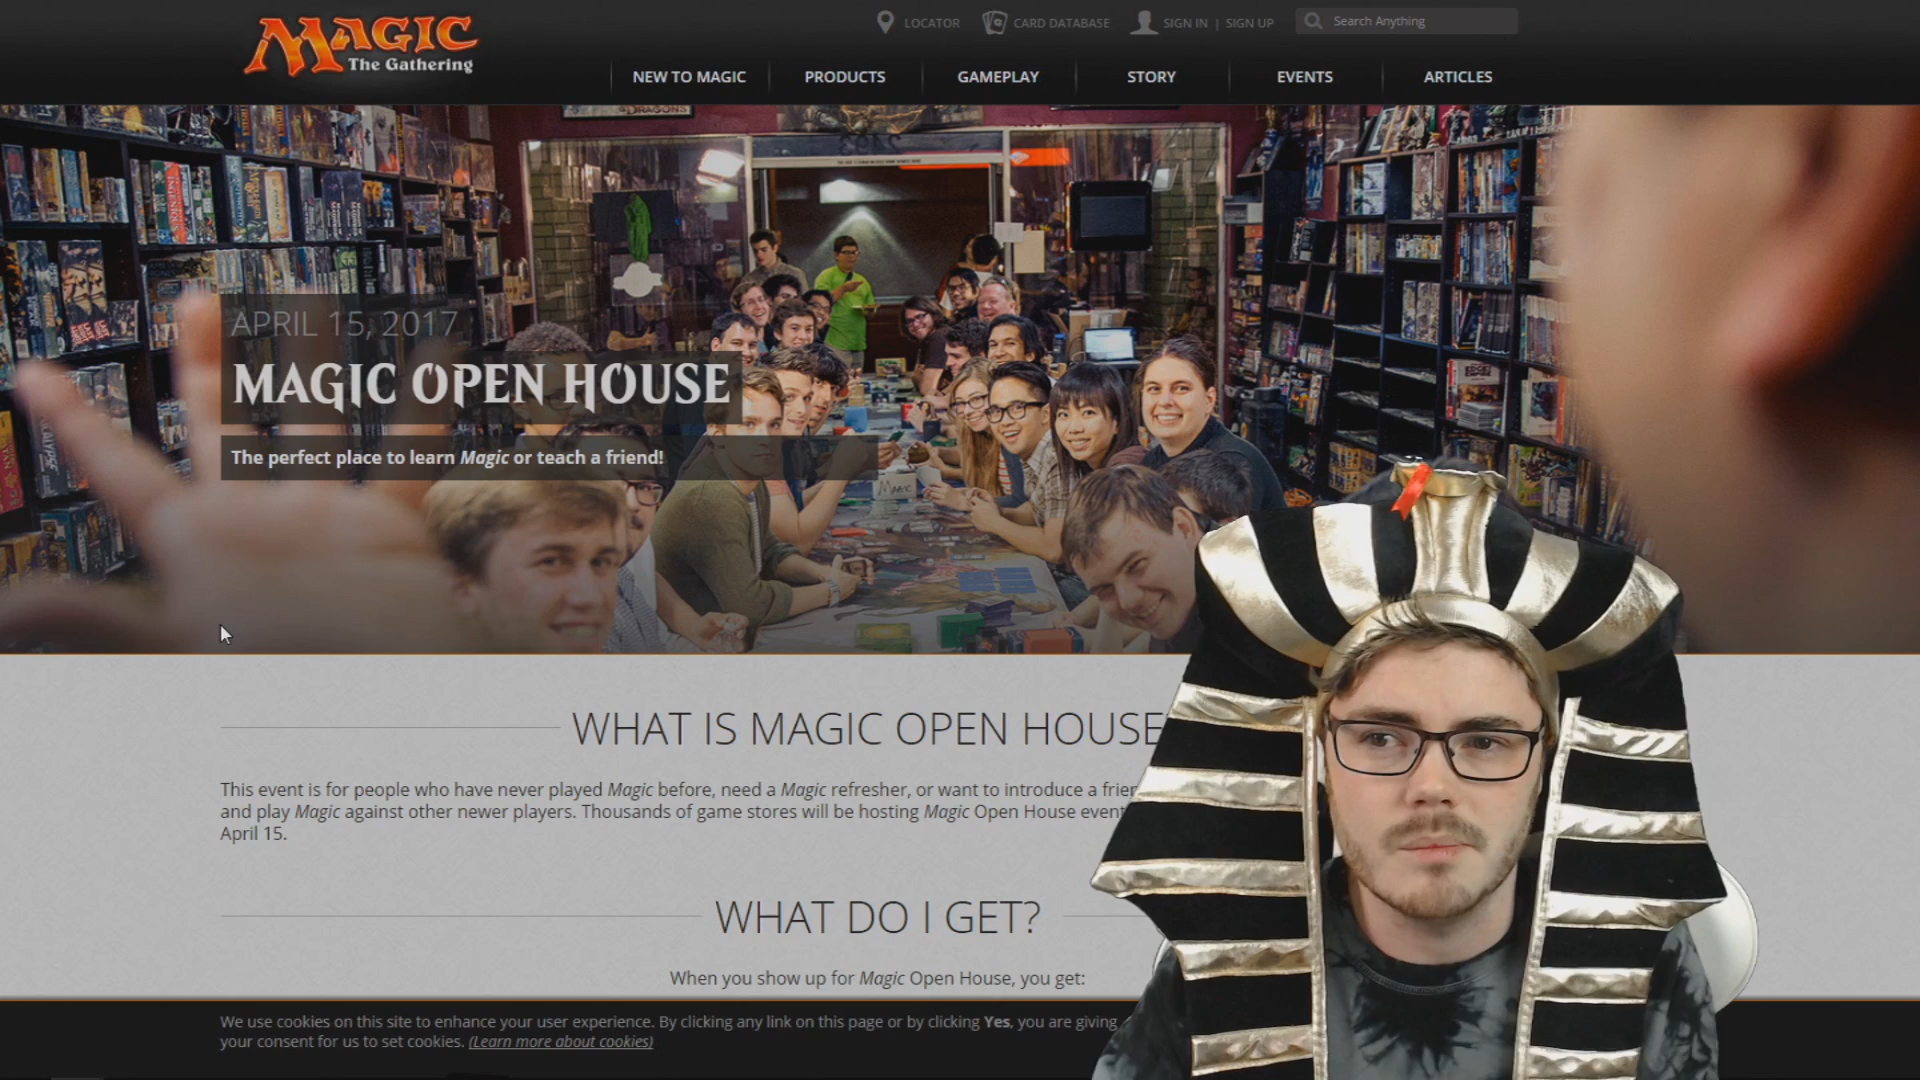 MAGIC
The Gathering
LOCATOR
CARD DATABASE
SIGN IN | SIGN UP
Search Anything
NEW TO MAGIC
PRODUCTS
GAMEPLAY
STORY
EVENTS
ARTICLES
APRIL 15, 2017
MAGIC OPEN HOUSE
The perfect place to learn Magic or teach a friend!
WHAT IS MAGIC OPEN HOUSE
This event is for people who have never played Magic before, need a Magic refresher, or want to introduce a
and play Magic against other newer players. Thousands of game stores will be hosting Magic Open House
April 15.
WHAT DO I GET?
When you show up for Magic Open House, you get:
We use cookies on this site to enhance your user experience. By clicking any link on this page or by clicking Yes, you are giving
your consent for us to set cookies. (Learn more about cookies)